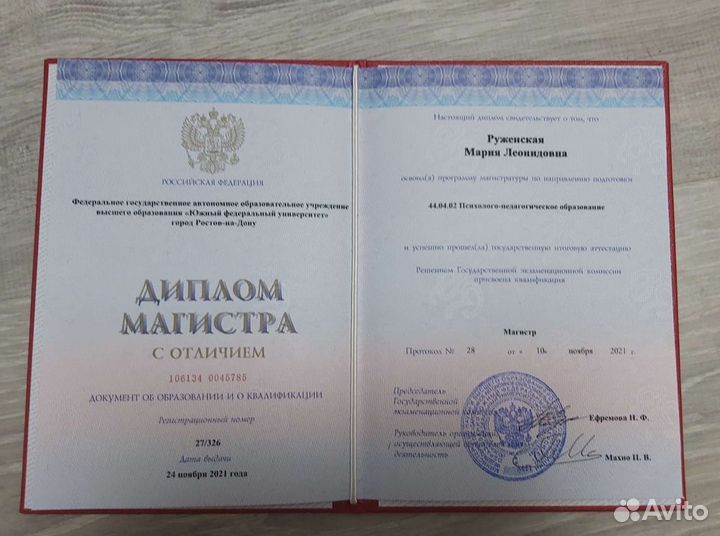 РОССИЙСКАЯ ФЕДЕРАЦИЯ
Федеральное государственное автономное образовательное учреждение
высшего образования «Южный федеральный университет»
город Ростов-на-Дону
ДИПЛОМ
МАГИСТРА
С ОТЛИЧИЕМ
106134 0045785
ДОКУМЕНТ ОБ ОБРАЗОВАНИИ И О КВАЛИФИКАЦИИ
Регистрационный номер
27/326
Дата выдачи
24 ноября 2021 года
Настоящий диплом свидетельствует о том, что
Руженская
Мария Леонидовна
освоил(а) программу магистратуры по направлению подготовки
44.04.02 Психолого-педагогическое образование
и успешно прошел(ла) государственную итоговую аттестацию
Решением Государственной экзаменационной комиссии
присвоена квалификация
Магистр
Протокол № 28 от « 10» ноября 2021 г.
Председатель
Государственной
экзаменационной
Ефремова Н. Ф.
Руководитель
осуществляющей
деятельность
М.П.
Махно П. В.
Avito